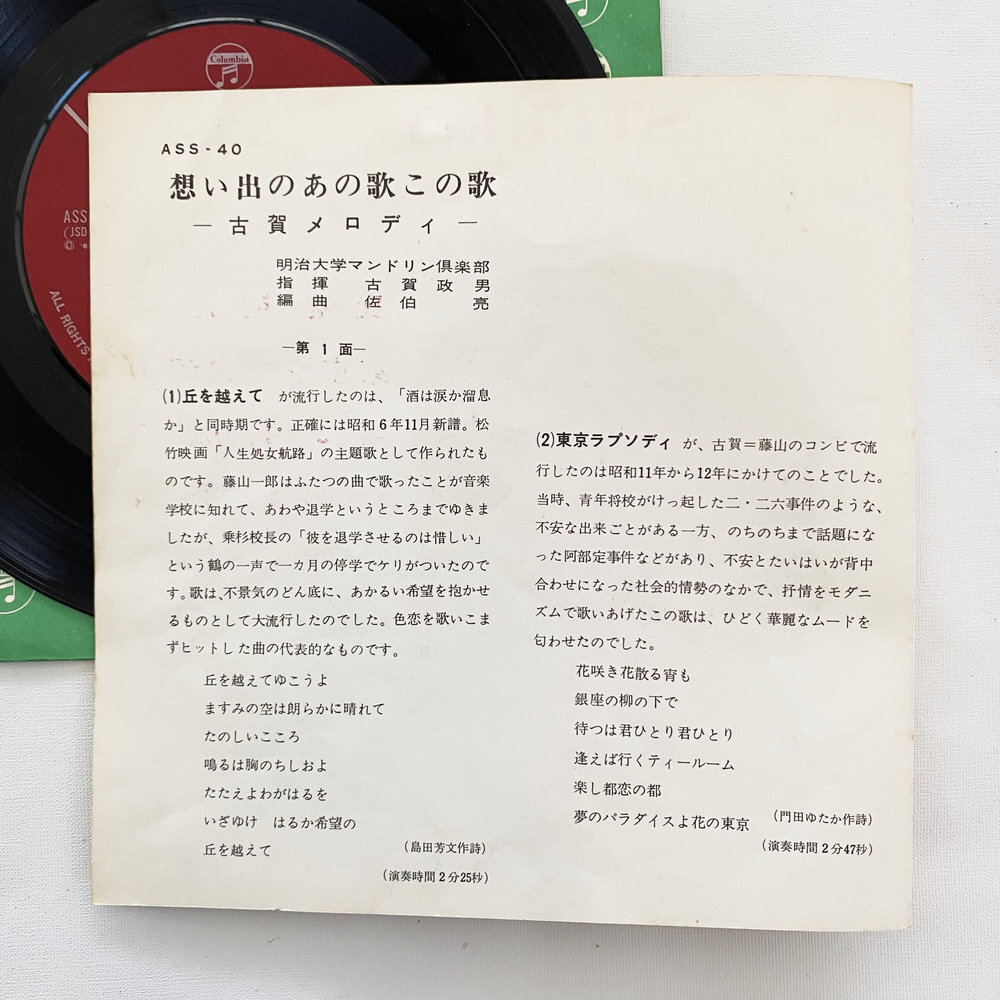 Columbia
ASS
(JSD
ALL RIGHTS
ASS-40
想い出のあの歌この歌
―古賀メロディ―
明治大学マンドリン倶楽部
指揮 古賀政男
編曲 佐伯亮
―第1面―
(1)丘を越えて が流行したのは、「酒は涙か溜息
か」と同時期です。正確には昭和6年11月新譜。松
竹映画「人生処女航路」の主題歌として作られたも
のです。藤山一郎はふたつの曲で歌ったことが音楽
学校に知れて、あわや退学というところまでゆきま
したが、乗杉校長の「彼を退学させるのは惜しい」
という鶴の一声で一カ月の停学でケリがついたので
す。歌は、不景気のどん底に、あかるい希望を抱かせ
るものとして大流行したのでした。色恋を歌いこま
ずヒットした曲の代表的なものです。
丘を越えてゆこうよ
ますみの空は朗らかに晴れて
たのしいこころ
鳴るは胸のちしおよ
たたえよわがはるを
いざゆけ はるか希望の
丘を越えて
(島田芳文作詩)
(演奏時間2分25秒)
(2)東京ラプソディ が、古賀=藤山のコンビで流
行したのは昭和11年から12年にかけてのことでした。
当時、青年将校がけっ起した二・二六事件のような、
不安な出来ごとがある一方、のちのちまで話題にな
った阿部定事件などがあり、不安とたいはいが背中
合わせになった社会的情勢のなかで、抒情をモダニ
ズムで歌いあげたこの歌は、ひどく華麗なムードを
匂わせたのでした。
花咲き花散る宵も
銀座の柳の下で
待つは君ひとり君ひとり
逢えば行くティールーム
楽し都恋の都
夢のパラダイスよ花の東京
(門田ゆたか作詩)
(演奏時間2分47秒)